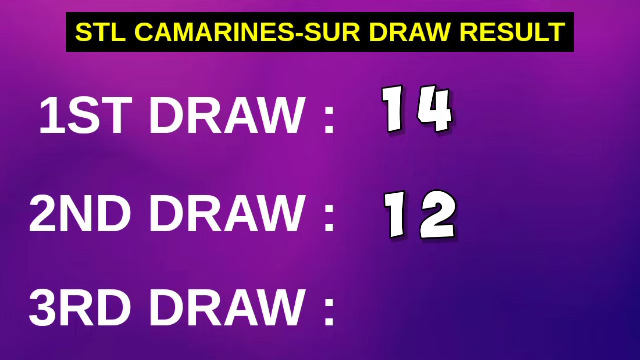 STL CAMARINES-SUR DRAW RESULT
1ST DRAW : 14
2ND DRAW : 12
3RD DRAW :